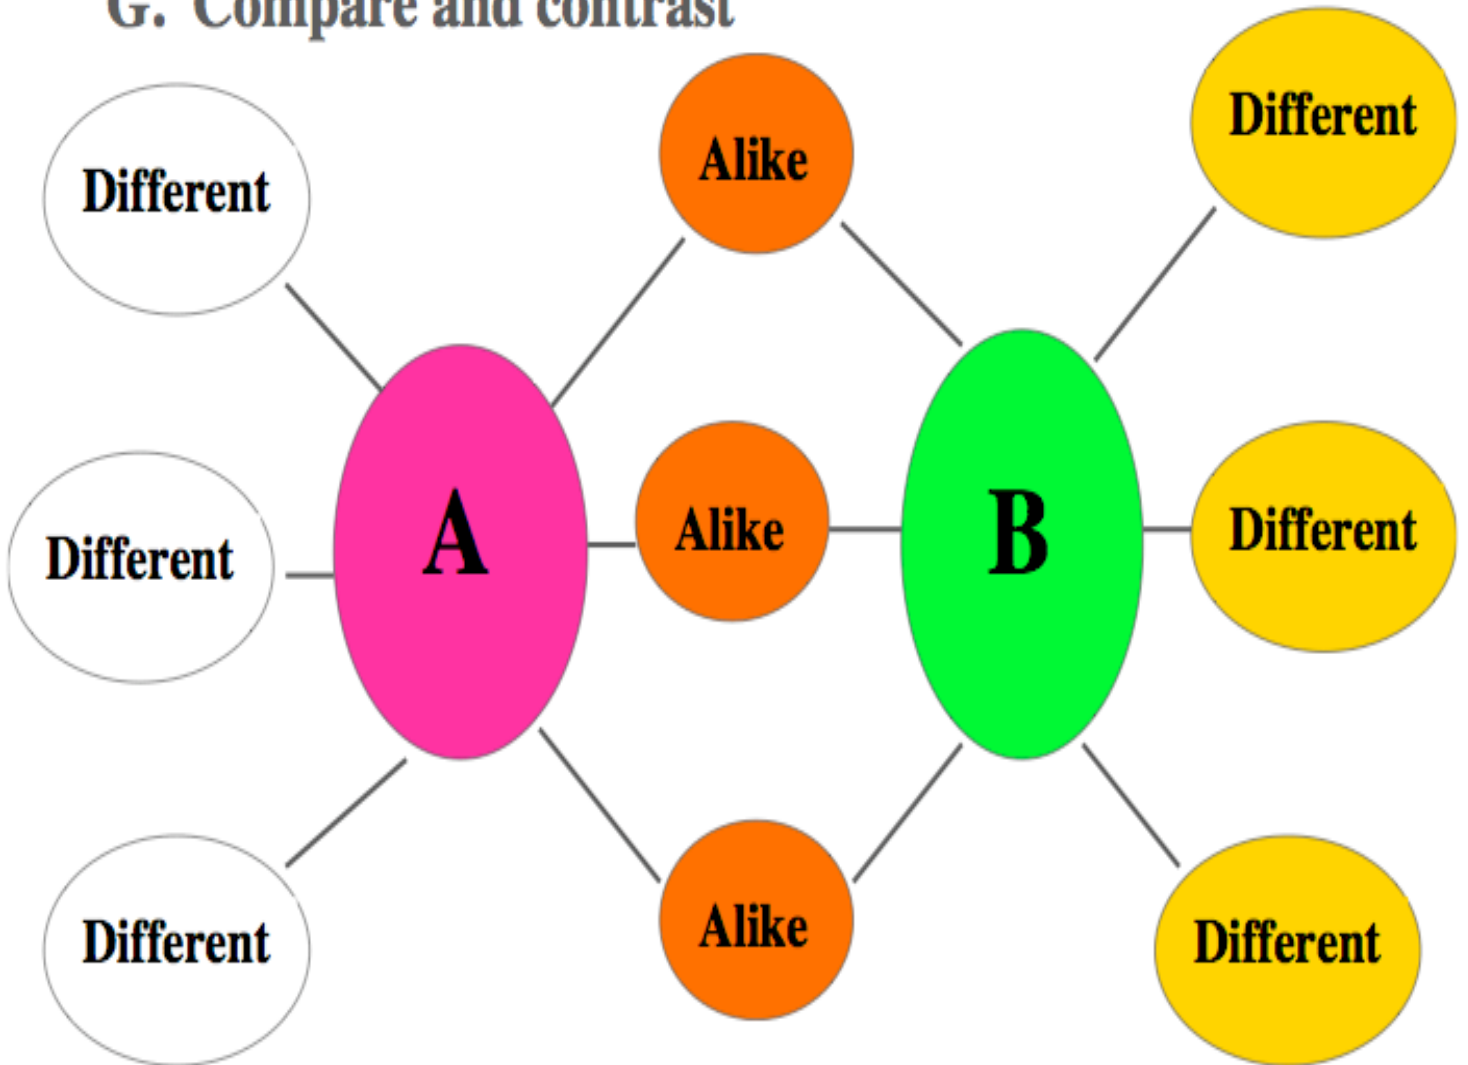 G. Compare and contrast
Different
Alike
Different
Different
A
Alike
B
Different
Different
Alike
Different